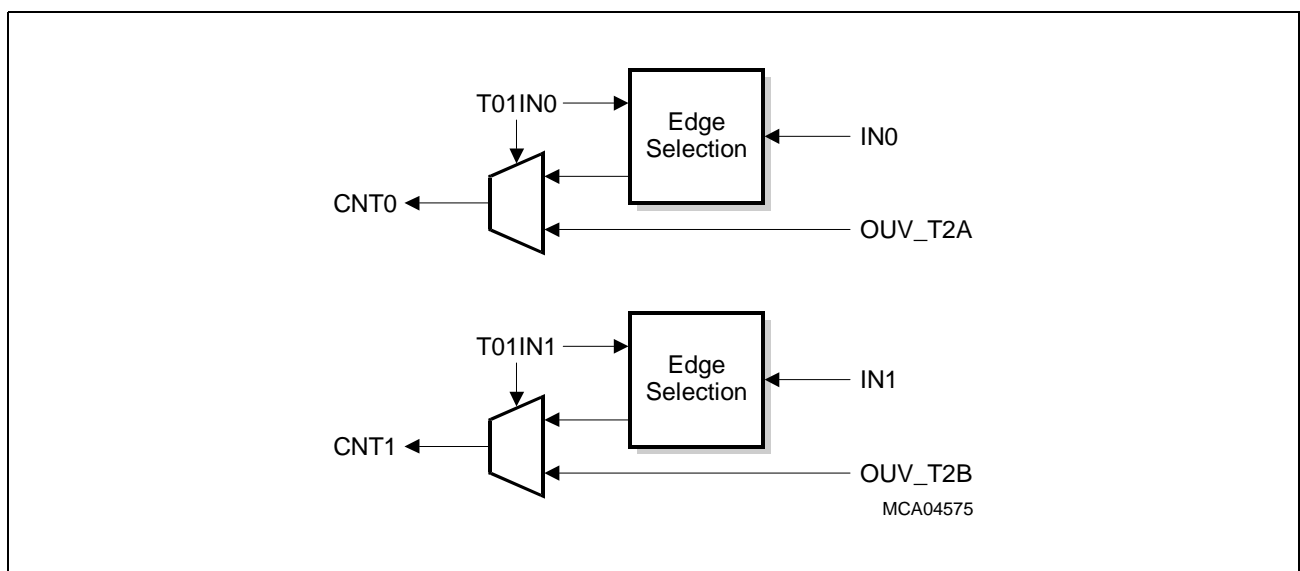 T01IN0
Edge
Selection
IN0
CNT0
OUV_T2A
T01IN1
Edge
Selection
IN1
CNT1
OUV_T2B
MCA04575